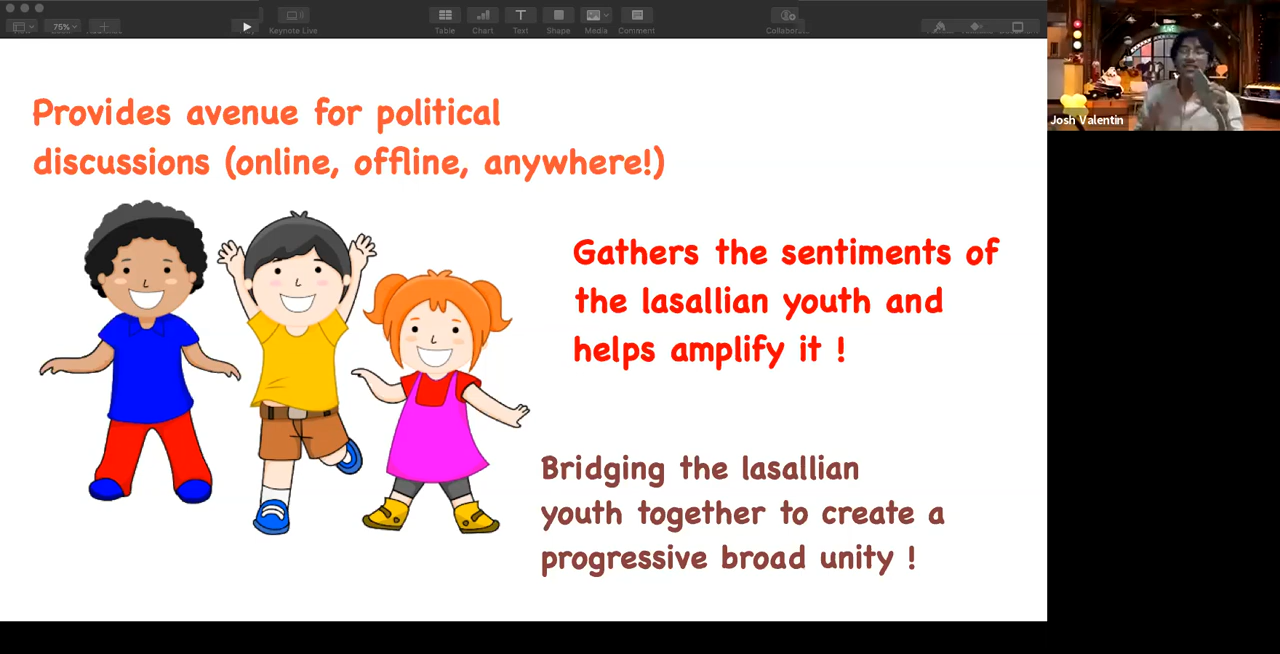 75%
Keynote Live
Table
Chart
Text
Shape
Media
Comment
Provides avenue for political
discussions (online, offline, anywhere!)
Gathers the sentiments of
the lasallian youth and
helps amplify it !
Bridging the lasallian
youth together to create a
progressive broad unity !
LIVE
Josh Valentin